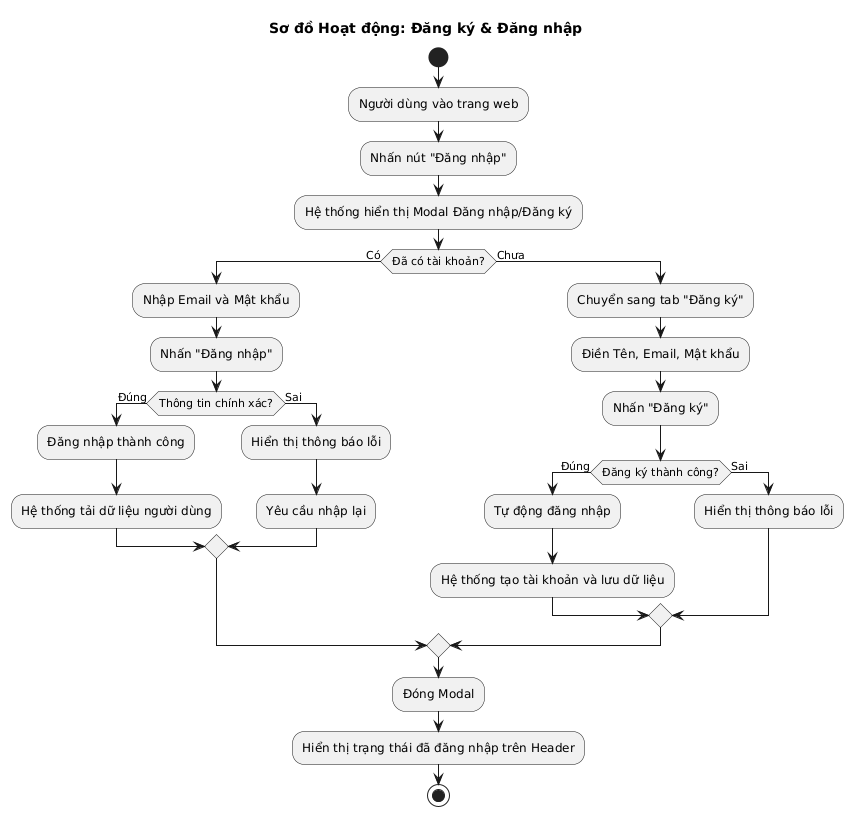 Sơ đồ Hoạt động: Đăng ký & Đăng nhập
Người dùng vào trang web
Nhấn nút "Đăng nhập"
Hệ thống hiển thị Modal Đăng nhập/Đăng ký
Có
Đã có tài khoản?
Chưa
Nhập Email và Mật khẩu
Nhấn "Đăng nhập"
Đúng
Thông tin chính xác?
Sai
Đăng nhập thành công
Hệ thống tải dữ liệu người dùng
Hiển thị thông báo lỗi
Yêu cầu nhập lại
Chuyển sang tab "Đăng ký"
Điền Tên, Email, Mật khẩu
Nhấn "Đăng ký"
Đúng
Đăng ký thành công?
Sai
Tự động đăng nhập
Hệ thống tạo tài khoản và lưu dữ liệu
Hiển thị thông báo lỗi
Đóng Modal
Hiển thị trạng thái đã đăng nhập trên Header